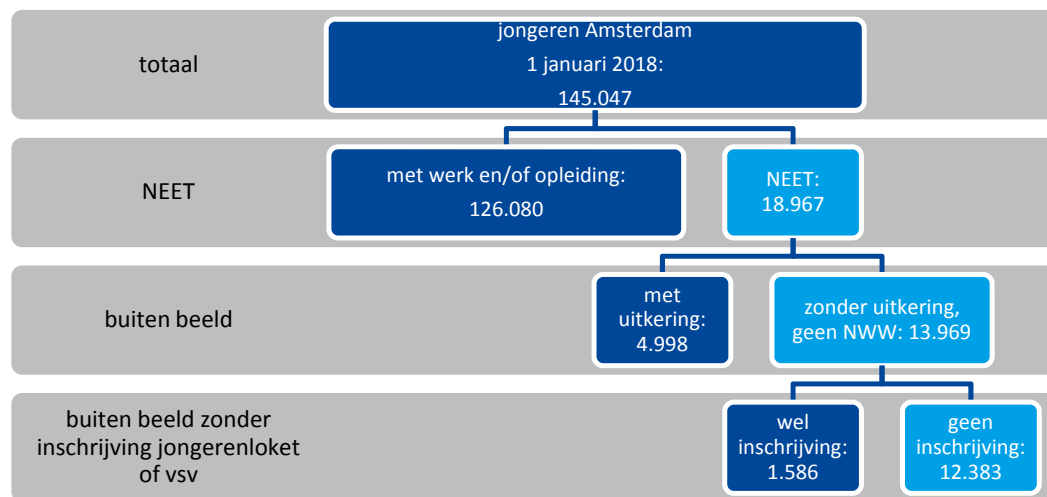 totaal
jongeren Amsterdam
1 januari 2018:
145.047
NEET
met werk en/of opleiding:
126.080
NEET:
18.967
buiten beeld
met
uitkering:
4.998
zonder uitkering,
geen NWW: 13.969
buiten beeld zonder
inschrijving jongerenloket
of vsv
wel
inschrijving:
1.586
geen
inschrijving:
12.383